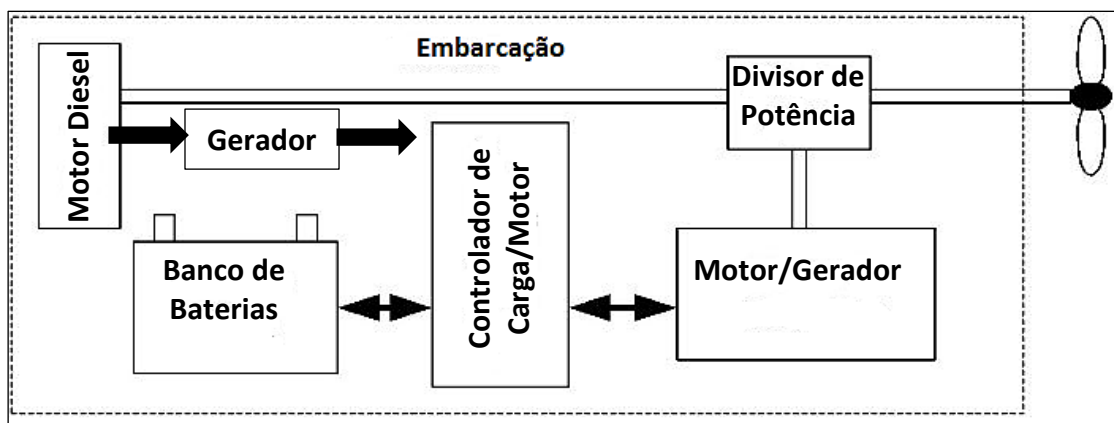 Embarcação
Motor Diesel
Gerador
Divisor de
Potência
Banco de
Baterias
Controlador de
Carga/Motor
Motor/Gerador